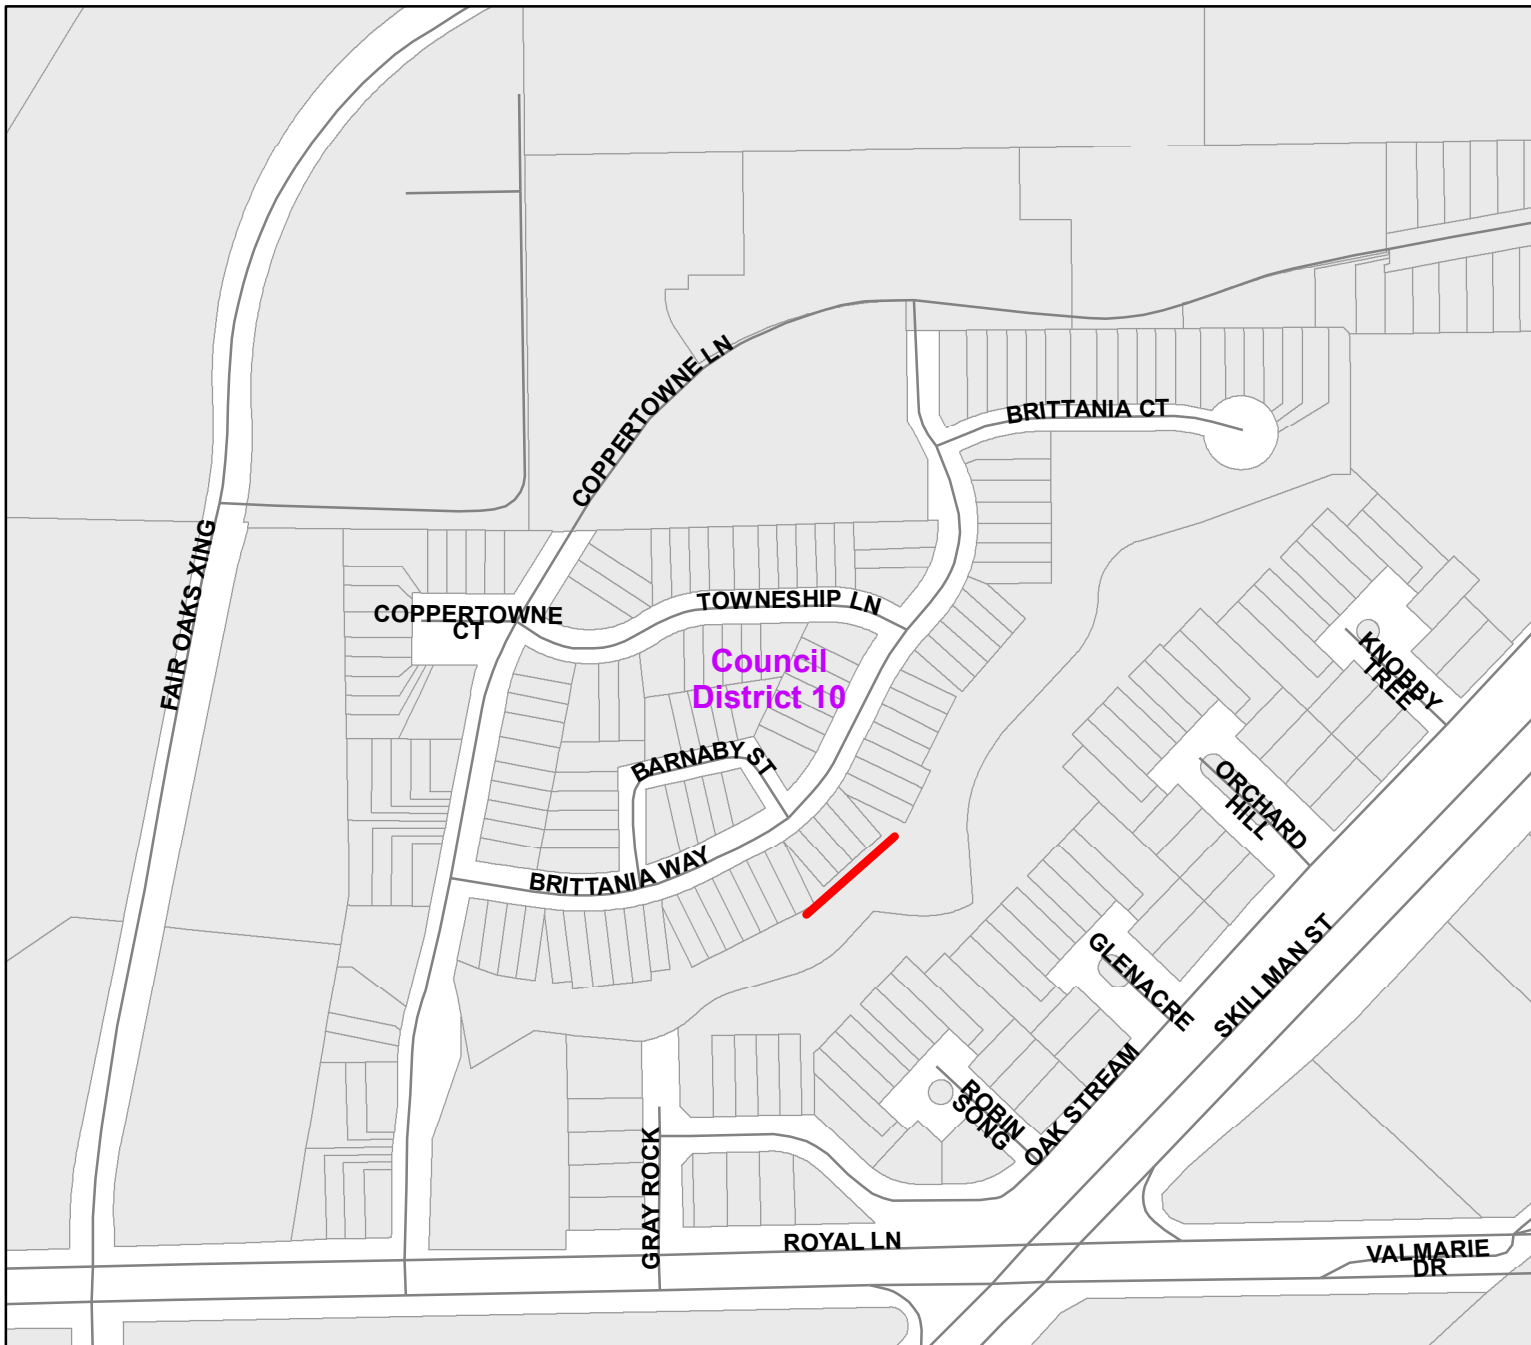 COPPERTOWNE LN
BRITTANIA CT
FAIR OAKS XING
COPPERTOWNE
CT
TOWNESHIP LN
Council
District 10
KNOBBY
TREE
BARNABY ST
ORCHARD
HILL
BRITTANIA WAY
GLENACRE
SKILLMAN ST
ROBIN
SONG
OAK STREAM
GRAY ROCK
ROYAL LN
VALMARIE
DR